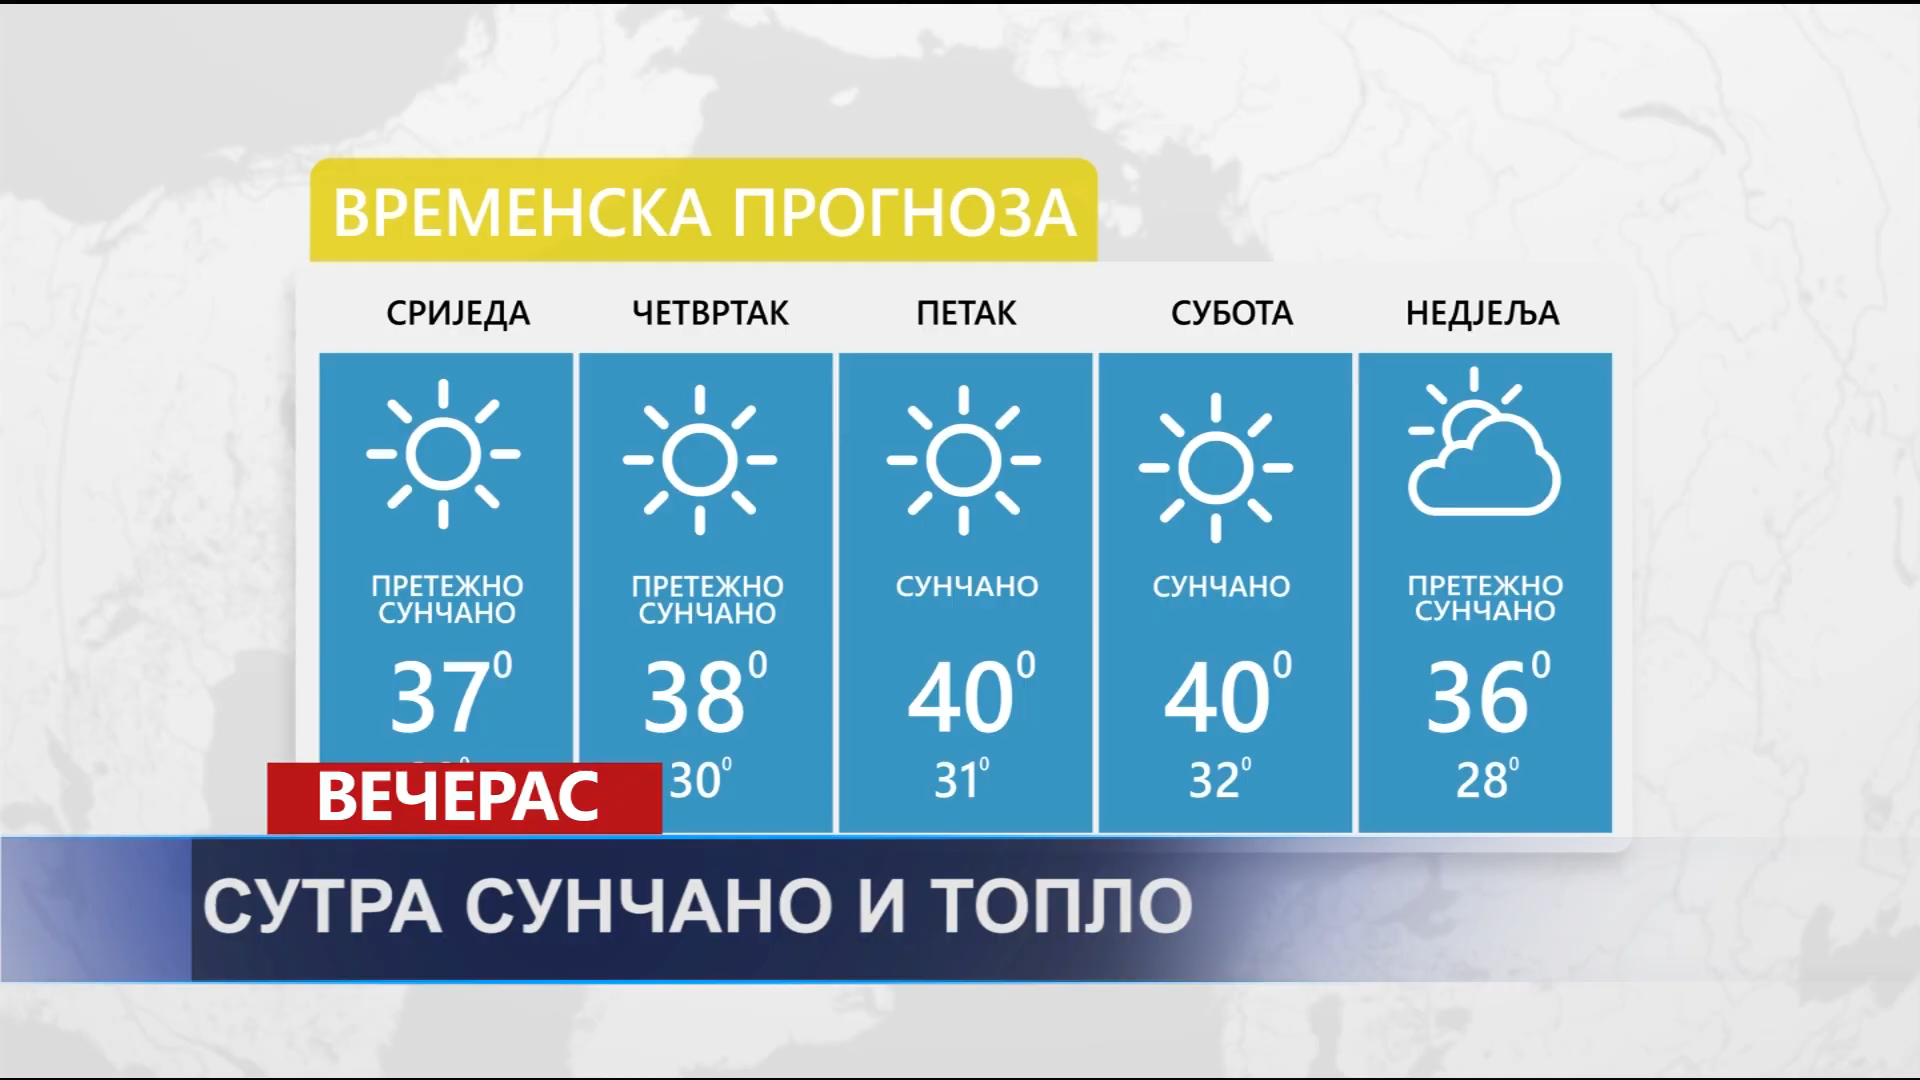 ВРЕМЕНСКА ПРОГНОЗА
СРИЈЕДА ЧЕТВРТАК ПЕТАК СУБОТА НЕДЈЕЉА
ПРЕТЕЖНО ПРЕТЕЖНО СУНЧАНО СУНЧАНО ПРЕТЕЖНО
СУНЧАНО СУНЧАНО СУНЧАНО
37⁰ 38⁰ 40⁰ 40⁰ 36⁰
30⁰ 31⁰ 32⁰ 28⁰
ВЕЧЕРАС
СУТРА СУНЧАНО И ТОПЛО